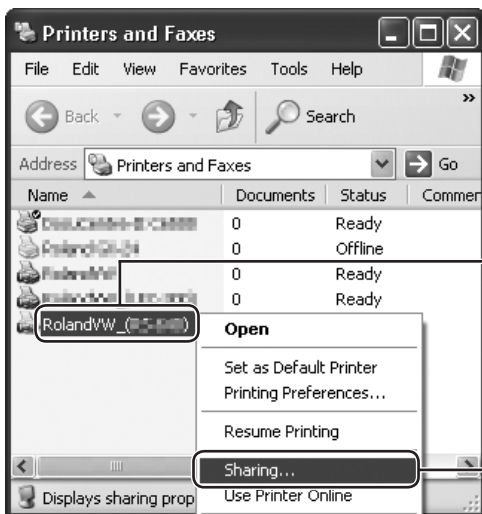 Printers and Faxes
File Edit View Favorites Tools Help
Back Search »
Address Printers and Faxes Go
Name Documents Status Commen
0 Ready
0 Offline
0 Ready
0 Ready
RolandVW_( )
Open
Set as Default Printer
Printing Preferences...
Resume Printing
Sharing...
Use Printer Online
Displays sharing prop